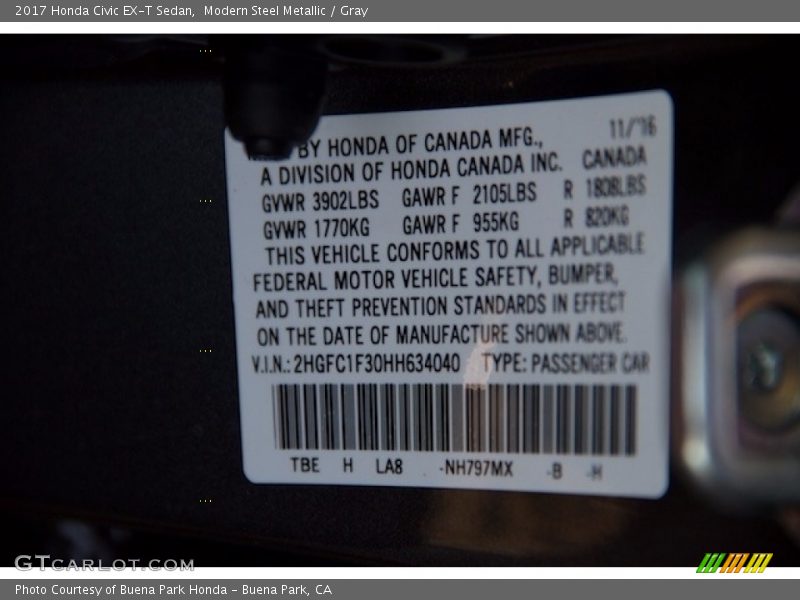 2017 Honda Civic EX-T Sedan, Modern Steel Metallic / Gray
11/'16
BY HONDA OF CANADA MFG.,
A DIVISION OF HONDA CANADA INC. CANADA
GVWR 3902LBS GAWR F 2105LBS R 1808LBS
GVWR 1770KG GAWR F 955KG R 820KG
THIS VEHICLE CONFORMS TO ALL APPLICABLE
FEDERAL MOTOR VEHICLE SAFETY, BUMPER,
AND THEFT PREVENTION STANDARDS IN EFFECT
ON THE DATE OF MANUFACTURE SHOWN ABOVE.
V.I.N.: 2HGFC1F30HH634040 TYPE: PASSENGER CAR
TBE H LA8 -NH797MX -B -H
GTCARLOT.COM
Photo Courtesy of Buena Park Honda - Buena Park, CA